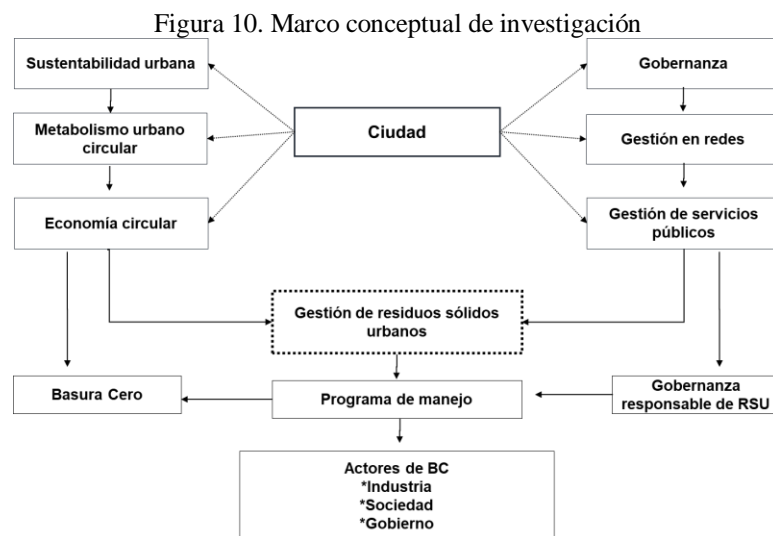 Figura 10. Marco conceptual de investigación
Sustentabilidad urbana
Gobernanza
Ciudad
Metabolismo urbano
circular
Gestión en redes
Economía circular
Gestión de servicios
públicos
Gestión de residuos sólidos
urbanos
Basura Cero
Programa de manejo
Gobernanza
responsable de RSU
Actores de BC
*Industria
*Sociedad
*Gobierno